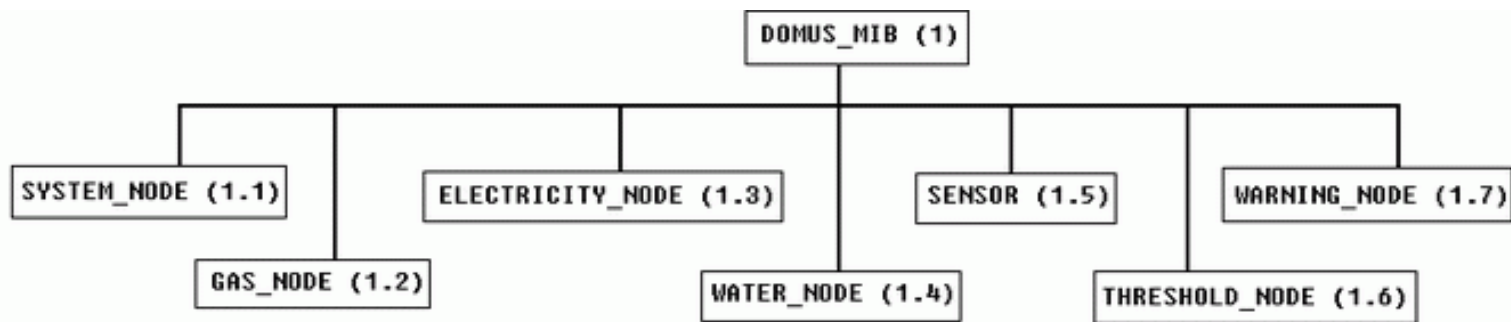 DOMUS_MIB (1)
SYSTEM_NODE (1.1)
GAS_NODE (1.2)
ELECTRICITY_NODE (1.3)
WATER_NODE (1.4)
SENSOR (1.5)
THRESHOLD_NODE (1.6)
WARNING_NODE (1.7)